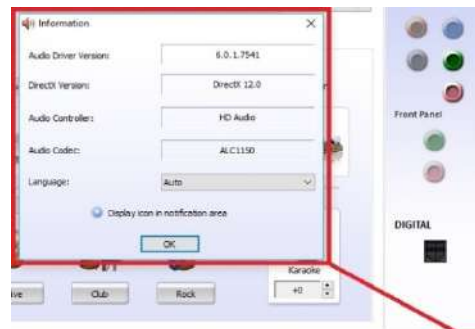 Information
Audio Driver Version:
6.0.1.7541
DirectX Version:
DirectX 12.0
Audio Controller:
HD Audio
Audio Codec:
ALC1150
Language:
Auto
Display icon in notification area
OK
Front Panel
DIGITAL
Karaoke
Club
Rock
+0